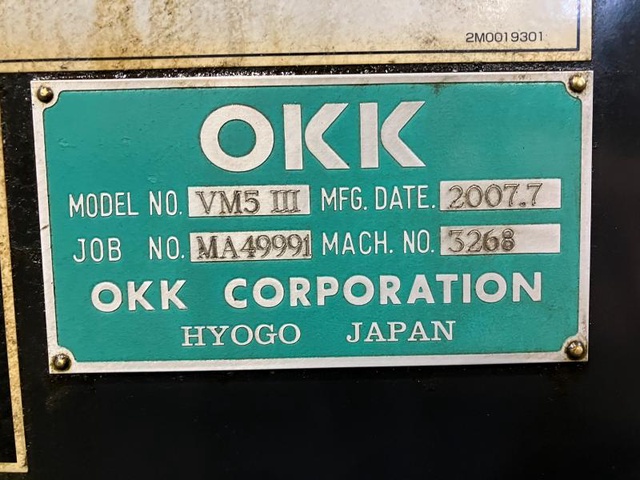 2M0019301
OKK
MODEL NO. VM5 III MFG. DATE. 2007.7
JOB NO. MA49991 MACH. NO. 3268
OKK CORPORATION
HYOGO JAPAN